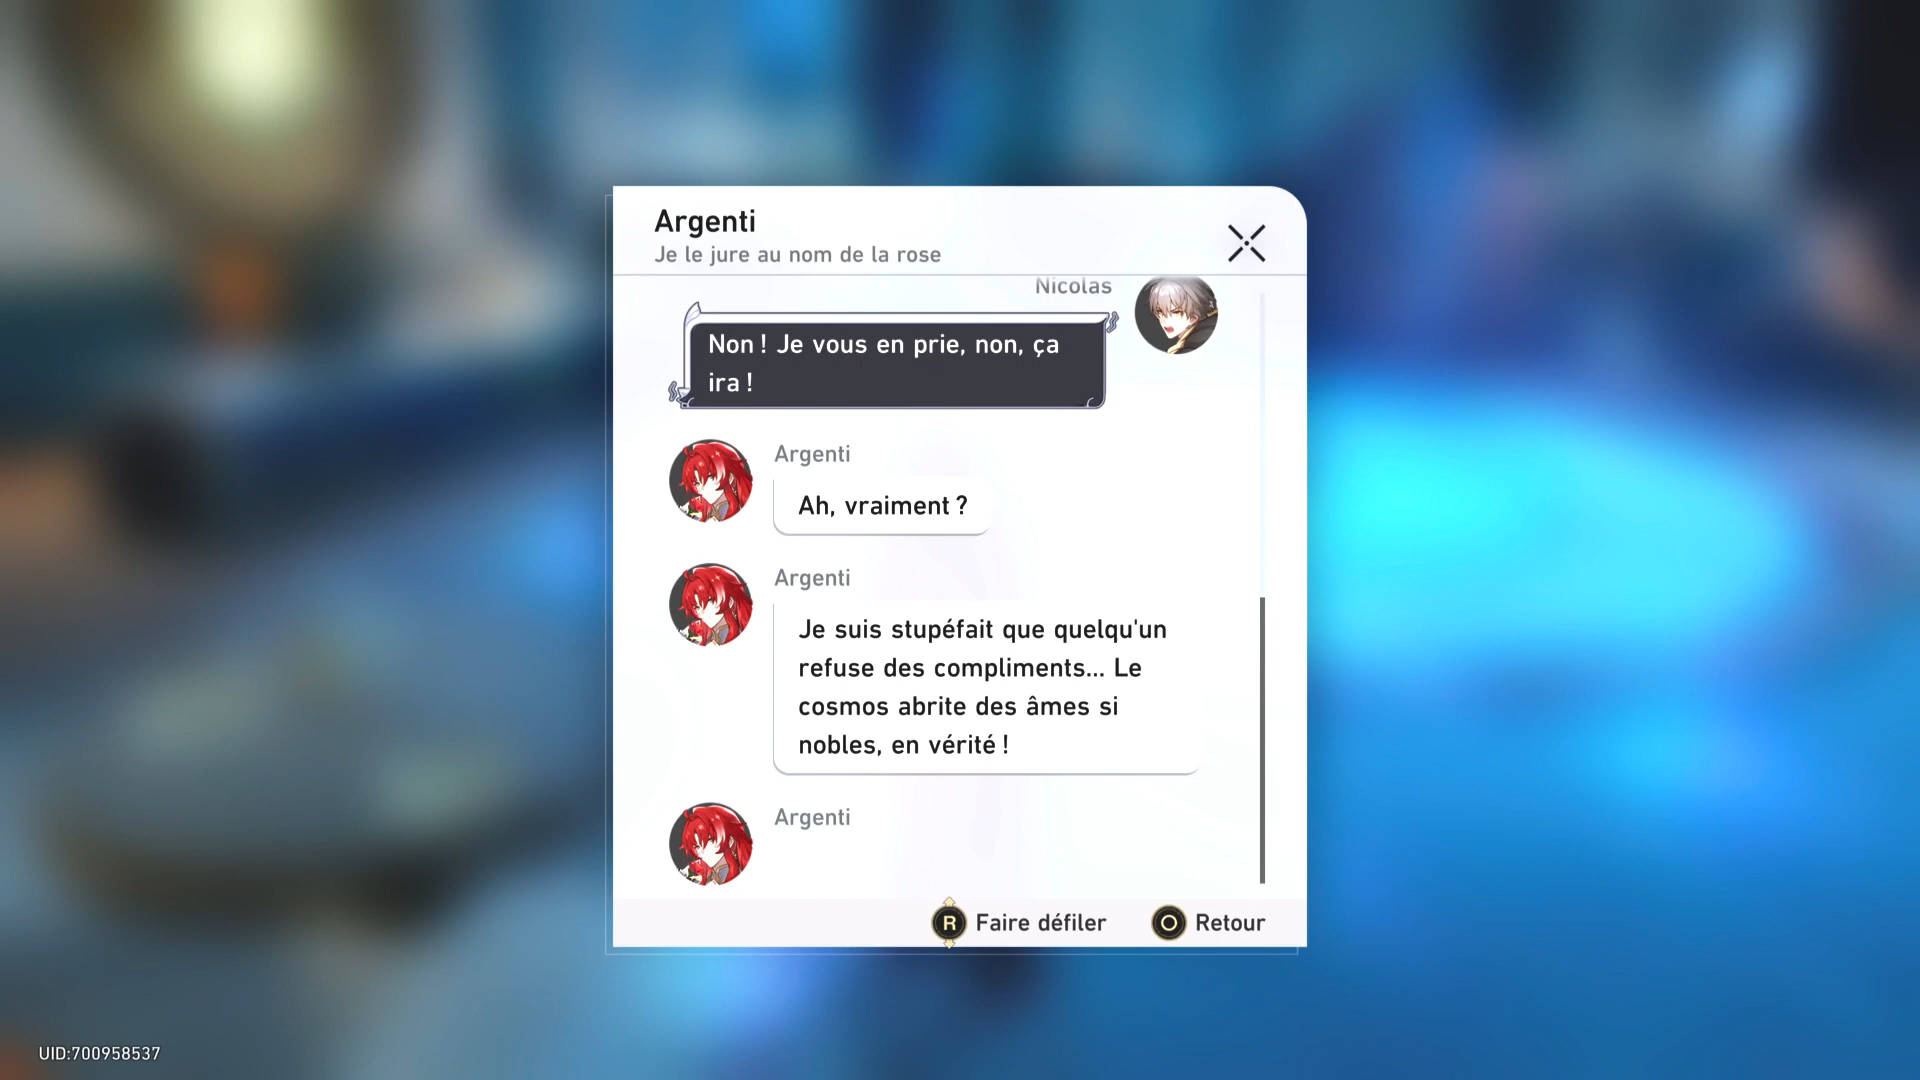 Argenti
Je le jure au nom de la rose
Nicolas
Non ! Je vous en prie, non, ça
ira !
Argenti
Ah, vraiment ?
Argenti
Je suis stupéfait que quelqu'un
refuse des compliments... Le
cosmos abrite des âmes si
nobles, en vérité !
Argenti
R Faire défiler
Retour
UID:700958537